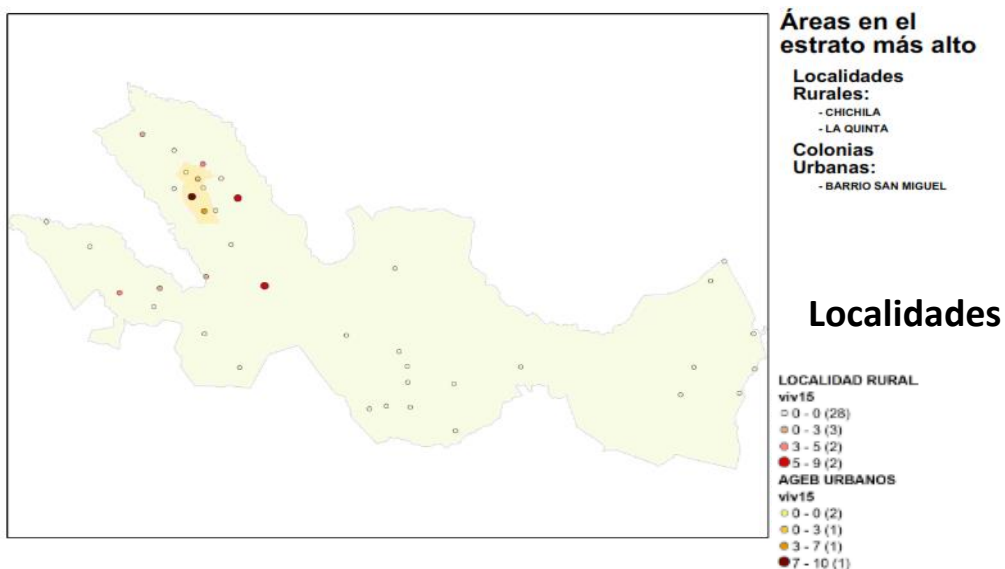 Áreas en el
estrato más alto
Localidades
Rurales:
- CHICHILA
- LA QUINTA
Colonias
Urbanas:
- BARRIO SAN MIGUEL
Localidades
LOCALIDAD RURAL
viv15
0 - 0 (28)
0 - 3 (3)
3 - 5 (2)
5 - 9 (2)
AGEB URBANOS
viv15
0 - 0 (2)
0 - 3 (1)
3 - 7 (1)
7 - 10 (1)